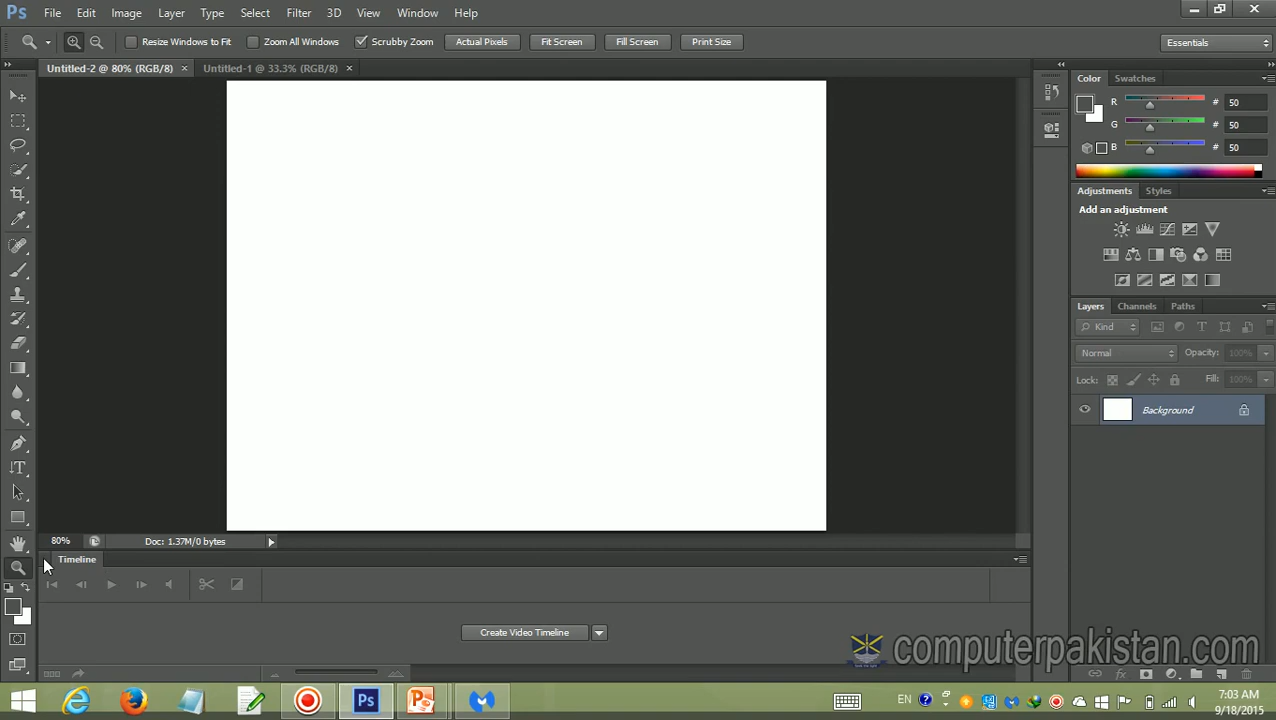 Ps File Edit Image Layer Type Select Filter 3D View Window Help
Resize Windows to Fit Zoom All Windows Scrubby Zoom Actual Pixels Fit Screen Fill Screen Print Size Essentials
Untitled-2 @ 80% (RGB/8) × Untitled-1 @ 33.3% (RGB/8) ×
Color Swatches
R # 50
G # 50
B # 50
Adjustments Styles
Add an adjustment
Layers Channels Paths
Kind
Normal Opacity: 100%
Lock: Fill: 100%
Background
80% Doc: 1.37M/0 bytes
Timeline
Create Video Timeline
computerpakistan.com
Ps EN 7:03 AM
9/18/2015